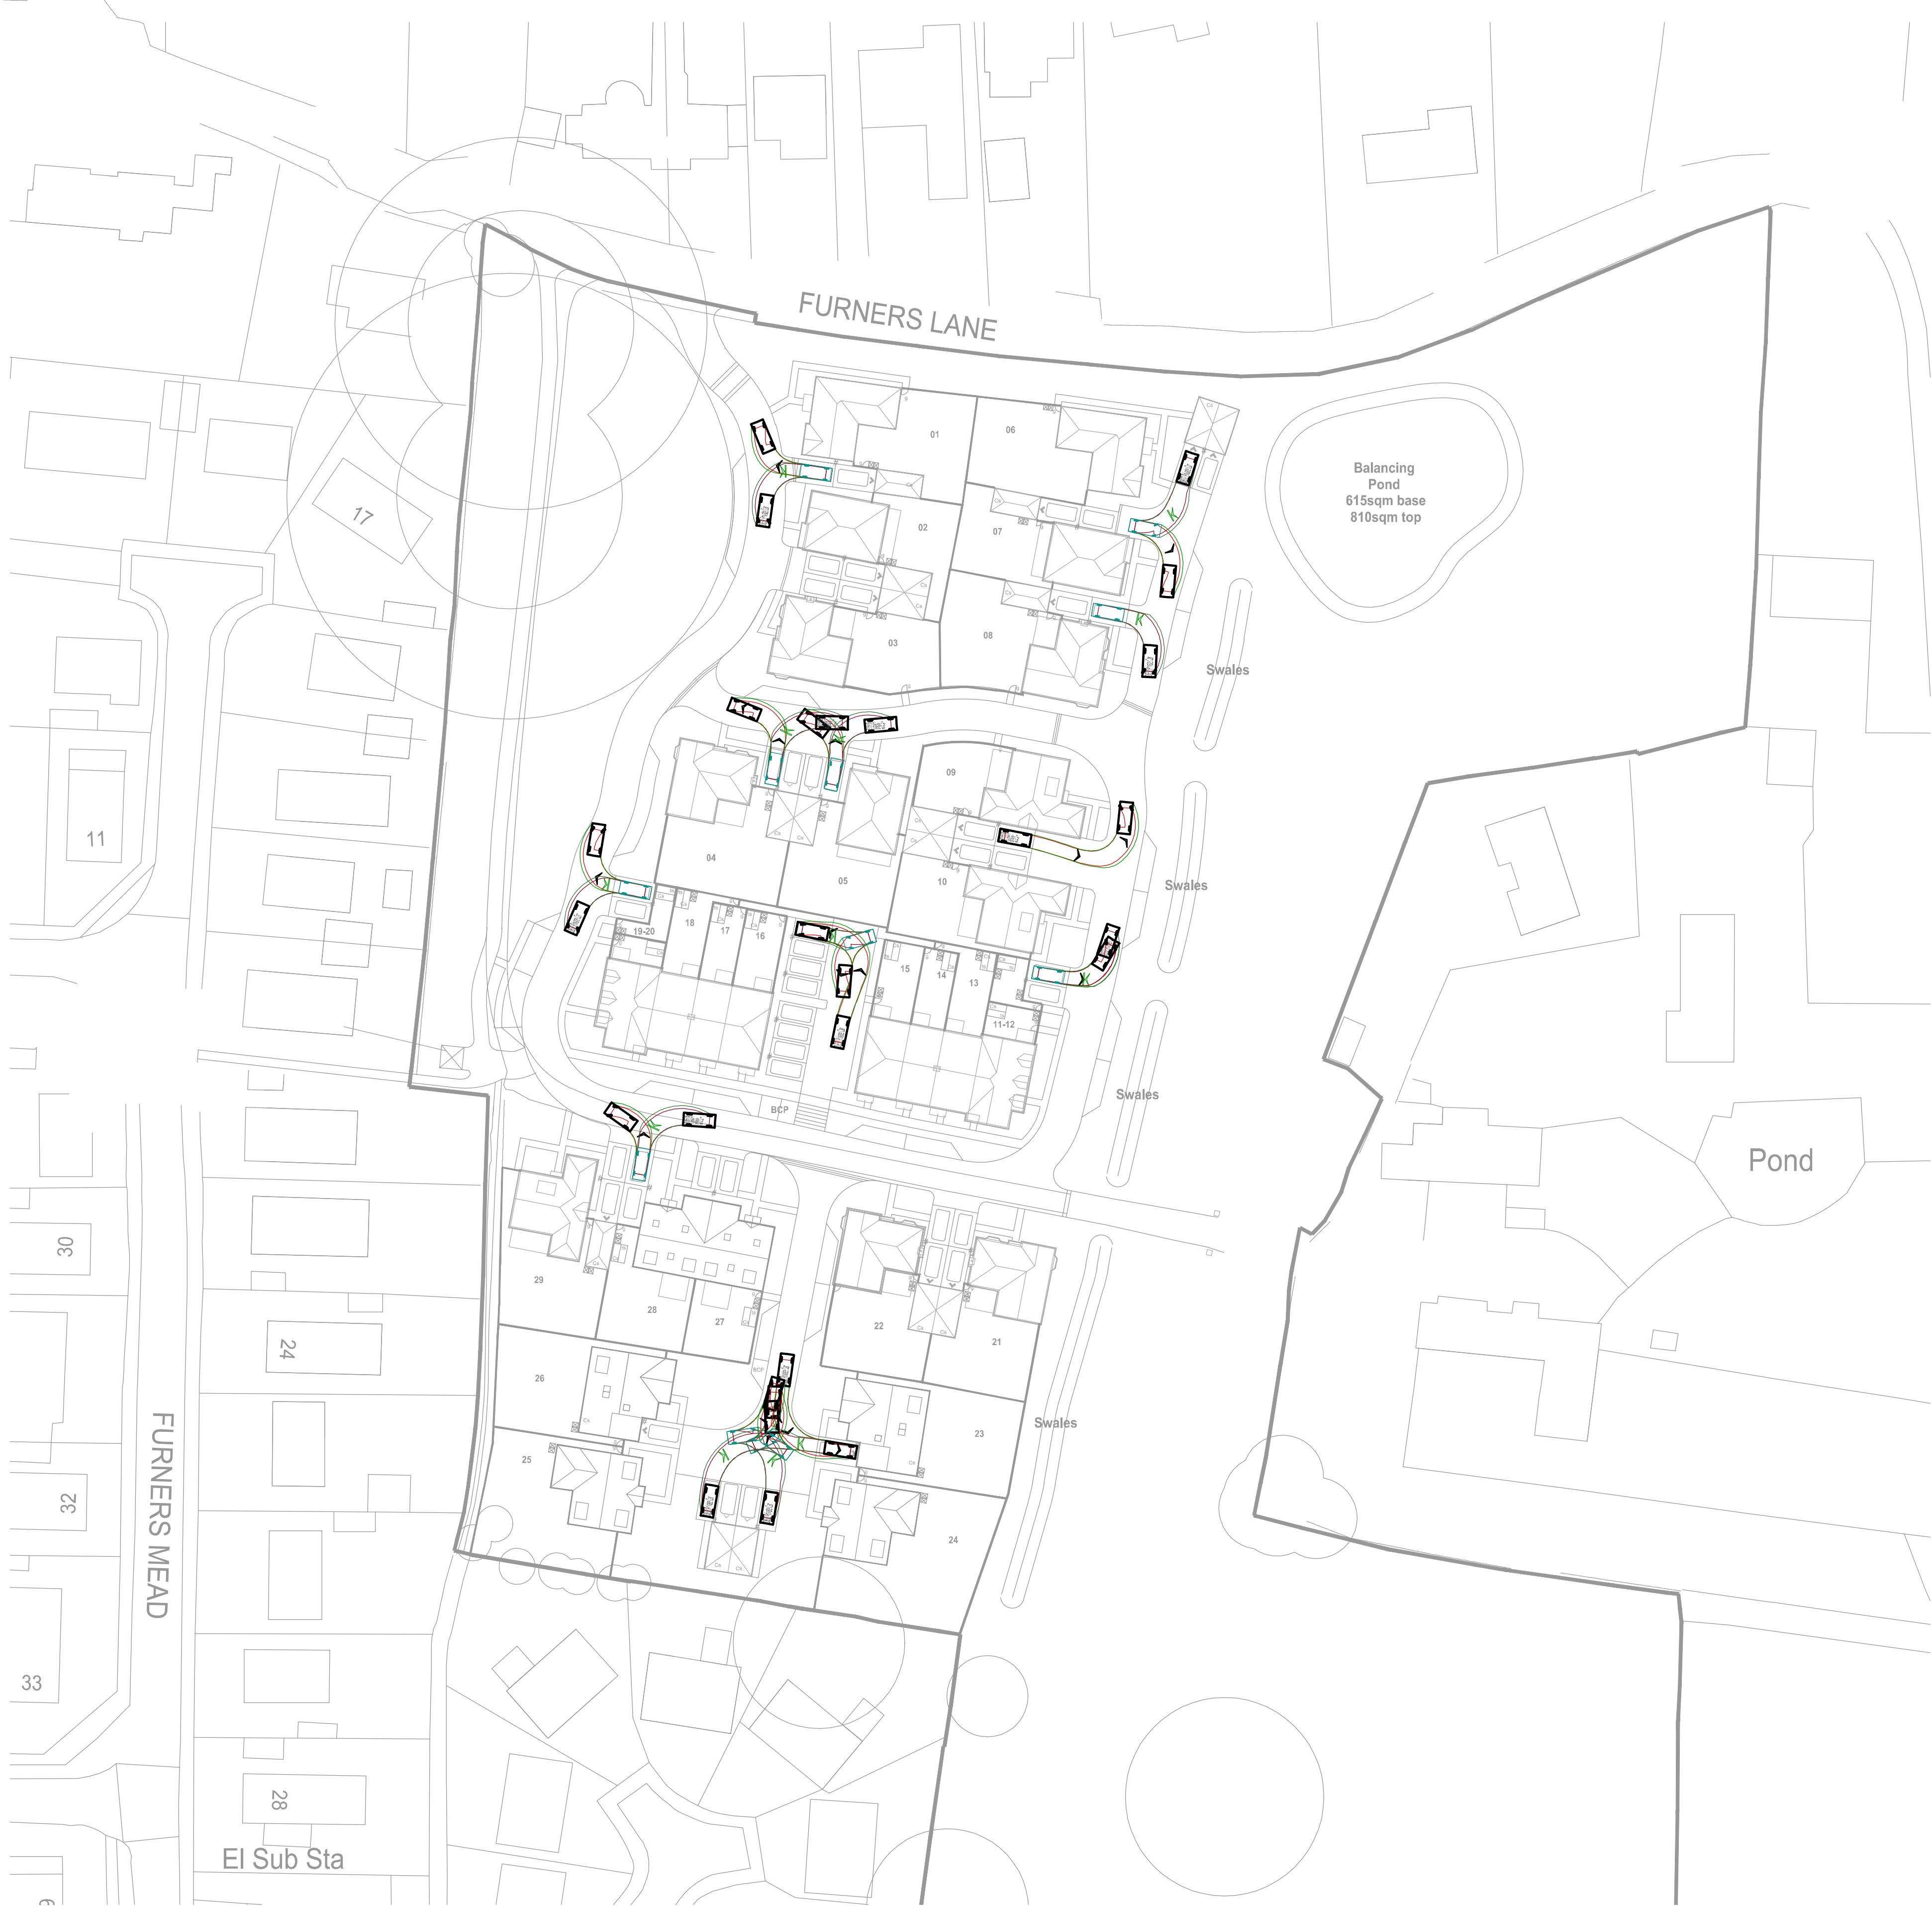 FURNERS LANE
01
06
Balancing
Pond
615sqm base
810sqm top
17
02
07
03
08
Swales
09
11
04
05
10
Swales
18
17
16
19-20
15
14
13
11-12
Swales
BCP
Pond
30
29
28
27
22
21
24
BCP
26
23
Swales
25
24
32
FURNERS MEAD
33
28
El Sub Sta